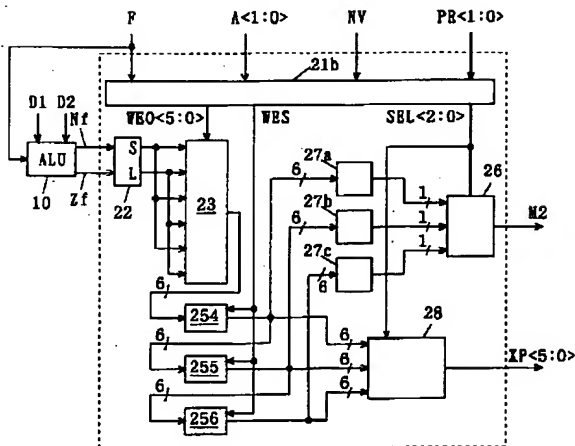 F A<1:0> NV PR<1:0>
21b
D1 D2 Nf WEO<5:0> WES SEL<2:0>
ALU S L 23
10 Zf 22
6 27a 1 26
6 27b 1 M2
6 27c 1
6 254 6 28
6 255 6 XP<5:0>
6 256 6